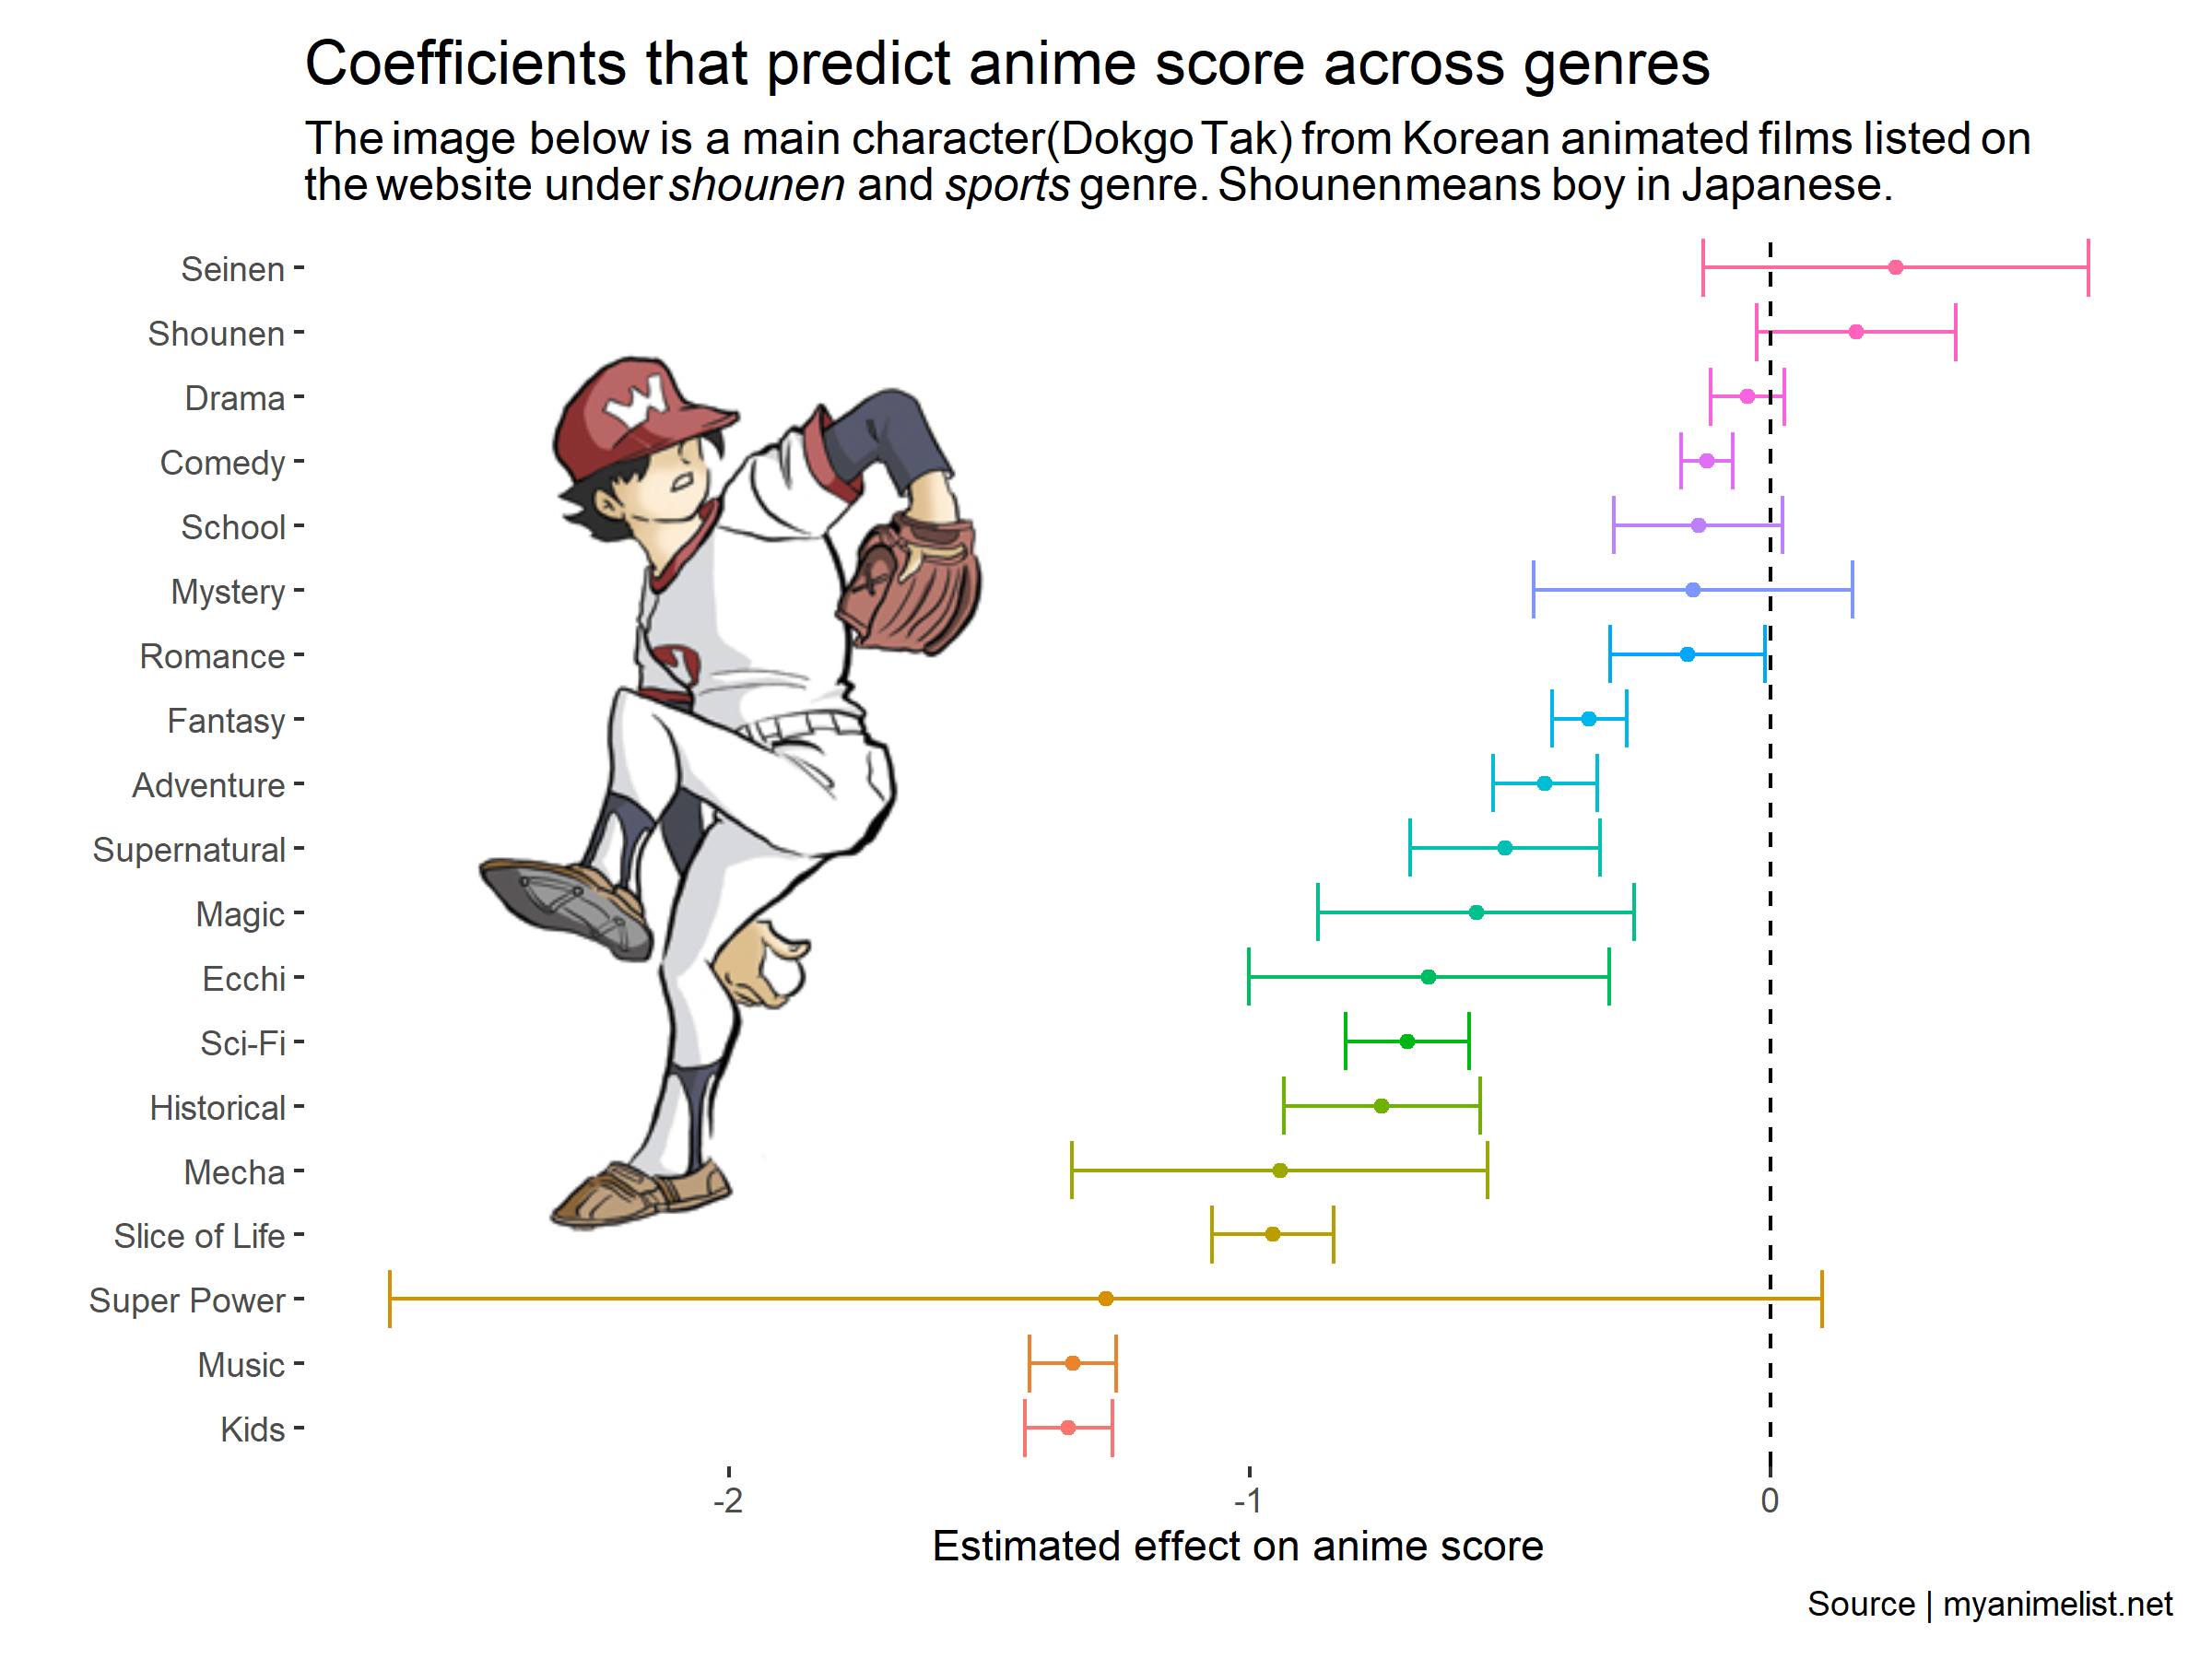 Coefficients that predict anime score across genres
The image below is a main character(Dokgo Tak) from Korean animated films listed on
the website under shounen and sports genre. Shounenmeans boy in Japanese.
Seinen
Shounen
Drama
Comedy
School
Mystery
Romance
Fantasy
Adventure
Supernatural
Magic
Ecchi
Sci-Fi
Historical
Mecha
Slice of Life
Super Power
Music
Kids
W
-2
-1
0
Estimated effect on anime score
Source | myanimelist.net